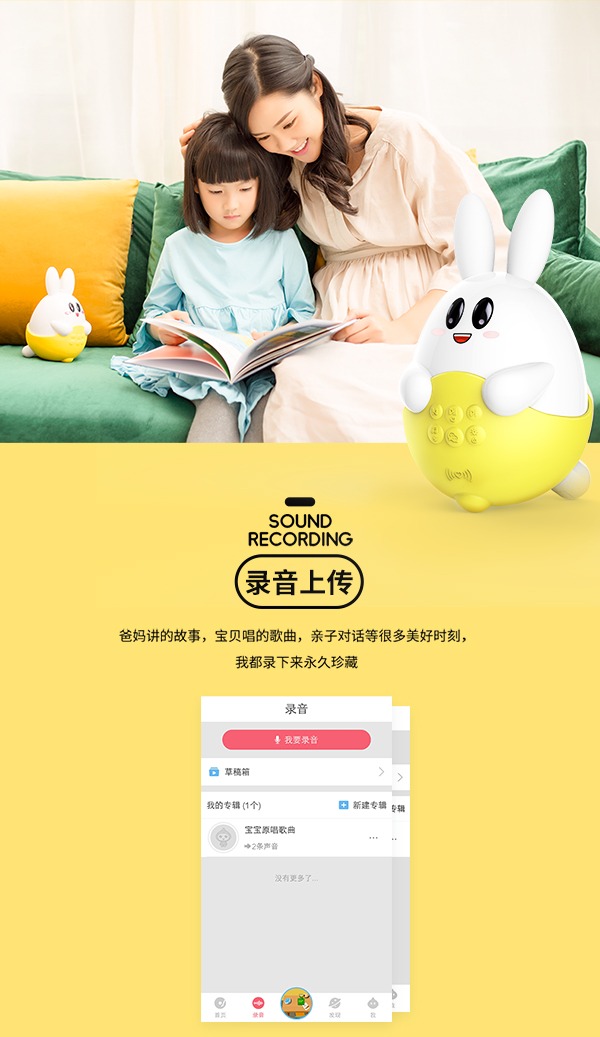 SOUND
RECORDING
录音上传
爸妈讲的故事，宝贝唱的歌曲，亲子对话等很多美好时刻，
我都录下来永久珍藏
录音
我要录音
草稿箱
我的专辑 (1个)
新建专辑
专辑
宝宝原唱歌曲
2条声音
没有更多了...
首页
录音
发现
我